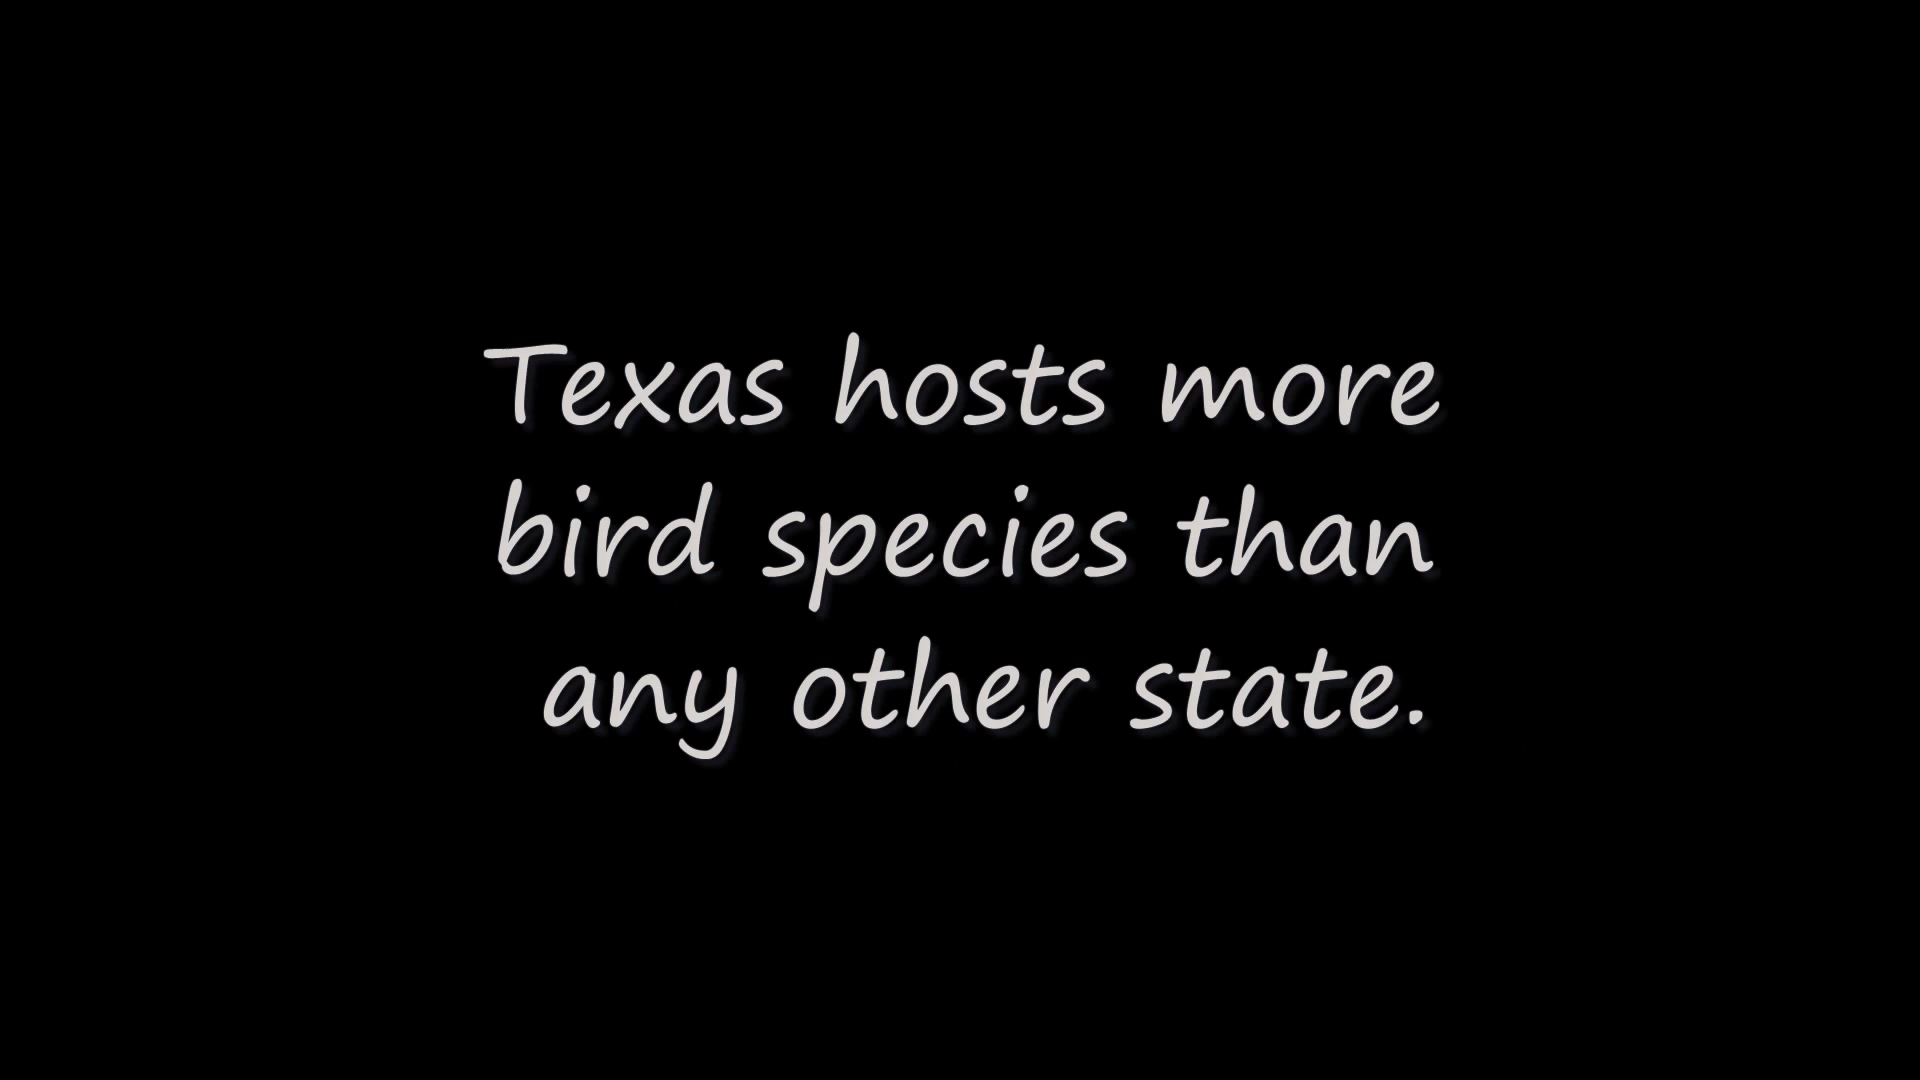 Texas hosts more
bird species than
any other state.